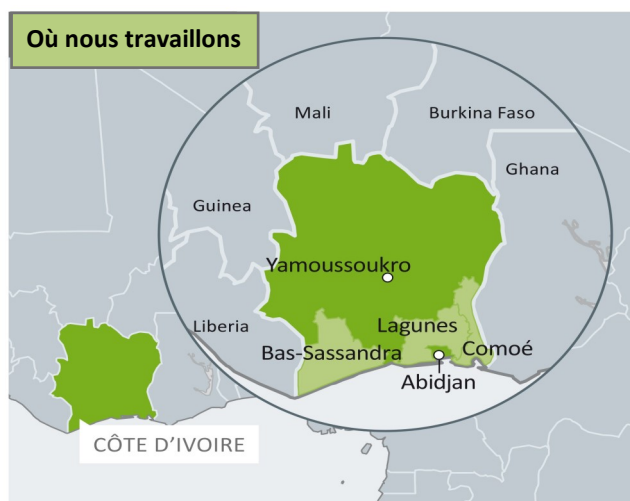 Où nous travaillons
Mali
Burkina Faso
Ghana
Guinea
Yamoussoukro
Liberia
Lagunes
Bas-Sassandra
Comoé
Abidjan
CÔTE D'IVOIRE